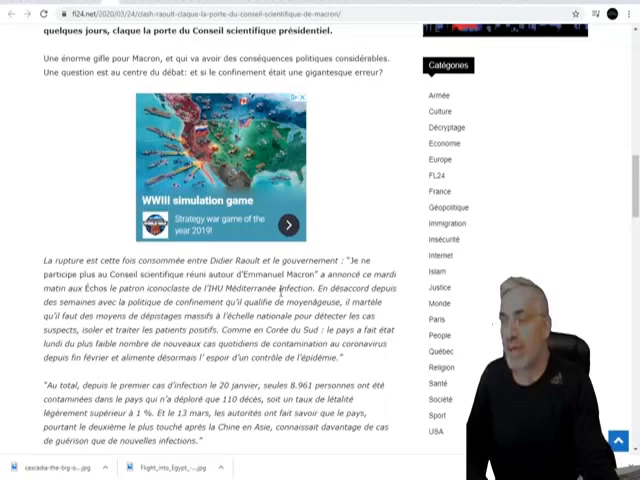 fl24.net/2020/03/24/clash-raoult-claque-la-porte-du-conseil-scientifique-de-macron/
quelques jours, claque la porte du Conseil scientifique présidentiel.
Une énorme gifle pour Macron, et qui va avoir des conséquences politiques considérables.
Une question est au centre du débat: et si le confinement était une gigantesque erreur?
WWIII simulation game
Strategy war game of the
year 2019!
La rupture est cette fois consommée entre Didier Raoult et le gouvernement : "Je ne
participe plus au Conseil scientifique réuni autour d'Emmanuel Macron" a annoncé ce mardi
matin aux Échos le patron iconoclaste de l'IHU Méditerranée Infection. En désaccord depuis
des semaines avec la politique de confinement qu'il qualifie de moyenâgeuse, il martèle
qu'il faut des moyens de dépistages massifs à l'échelle nationale pour détecter les cas
suspects, isoler et traiter les patients positifs. Comme en Corée du Sud : le pays a fait état
lundi du plus faible nombre de nouveaux cas quotidiens de contamination au coronavirus
depuis fin février et alimente désormais l' espoir d'un contrôle de l'épidémie."
"Au total, depuis le premier cas d'infection le 20 janvier, seules 8.961 personnes ont été
contaminées dans le pays qui n'a déploré que 110 décès, soit un taux de létalité
légèrement supérieur à 1 %. Et le 13 mars, les autorités ont fait savoir que le pays,
pourtant le deuxième le plus touché après la Chine en Asie, connaissait davantage de cas
de guérison que de nouvelles infections."
Catégories
Armée
Culture
Décryptage
Economie
Europe
FL24
France
Géopolitique
Immigration
Insécurité
Internet
Islam
Justice
Monde
Paris
People
Québec
Religion
Santé
Société
Sport
USA
cascadia-the-big-o....jpg
Flight_into_Egypt_-....jpg